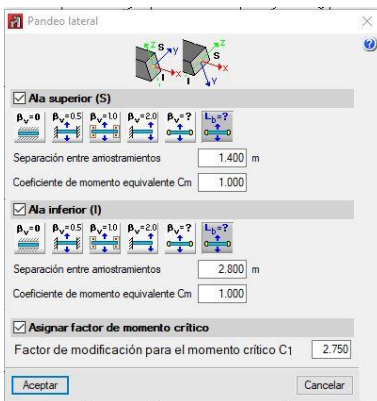 Pandeo lateral
z S y x I
z S x I y
Ala superior (S)
βv=0 βv=0.5 βv=1.0 βv=2.0 βv=? Lb=?
Separación entre arriostramientos 1.400 m
Coeficiente de momento equivalente Cm 1.000
Ala inferior (I)
βv=0 βv=0.5 βv=1.0 βv=2.0 βv=? Lb=?
Separación entre arriostramientos 2.800 m
Coeficiente de momento equivalente Cm 1.000
Asignar factor de momento crítico
Factor de modificación para el momento crítico C1 2.750
Aceptar Cancelar